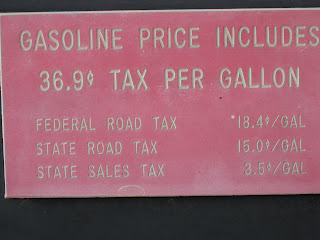 GASOLINE PRICE INCLUDES
36.9¢ TAX PER GALLON
FEDERAL ROAD TAX 18.4¢/GAL
STATE ROAD TAX 15.0¢/GAL
STATE SALES TAX 3.5¢/GAL